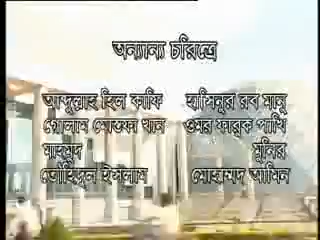 অন্যান্য চরিত্রে
আব্দুল্লাহ হিল কাফি হাসিনুর রব মানু
গোলাম মোস্তফা খান ওমর ফারুক পাখি
মাহমুদ মুনির
তৌহিদুল ইসলাম মোহাম্মদ আমিন